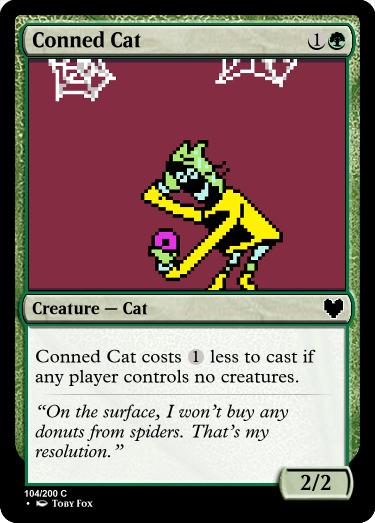 Conned Cat 1
Creature — Cat
Conned Cat costs 1 less to cast if
any player controls no creatures.
“On the surface, I won’t buy any
donuts from spiders. That’s my
resolution.”
2/2
104/200 C
• Toby Fox